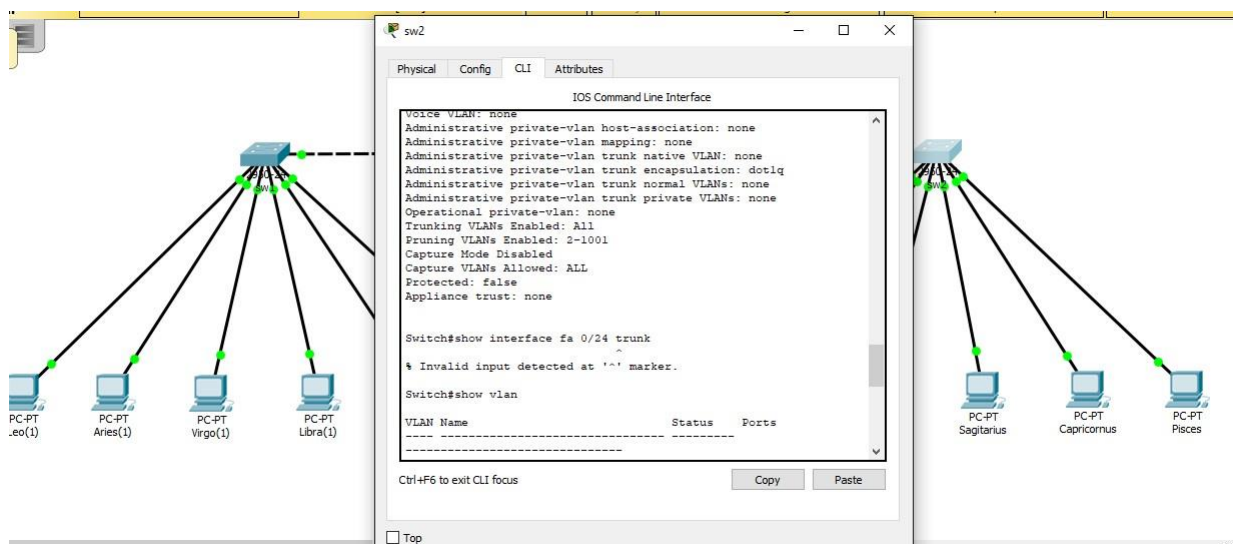 sw2
Physical Config CLI Attributes
IOS Command Line Interface
Voice VLAN: none
Administrative private-vlan host-association: none
Administrative private-vlan mapping: none
Administrative private-vlan trunk native VLAN: none
Administrative private-vlan trunk encapsulation: dot1q
Administrative private-vlan trunk normal VLANs: none
Administrative private-vlan trunk private VLANs: none
Operational private-vlan: none
Trunking VLANs Enabled: All
Pruning VLANs Enabled: 2-1001
Capture Mode Disabled
Capture VLANs Allowed: ALL
Protected: false
Appliance trust: none
Switch#show interface fa 0/24 trunk
^
% Invalid input detected at '^' marker.
Switch#show vlan
VLAN Name Status Ports
---- -------------------------------- ---------
-------------------------------
Ctrl+F6 to exit CLI focus
Copy Paste
Top
sw1
sw2
PC-PT
Leo(1)
PC-PT
Aries(1)
PC-PT
Virgo(1)
PC-PT
Libra(1)
PC-PT
Sagitarius
PC-PT
Capricornus
PC-PT
Pisces